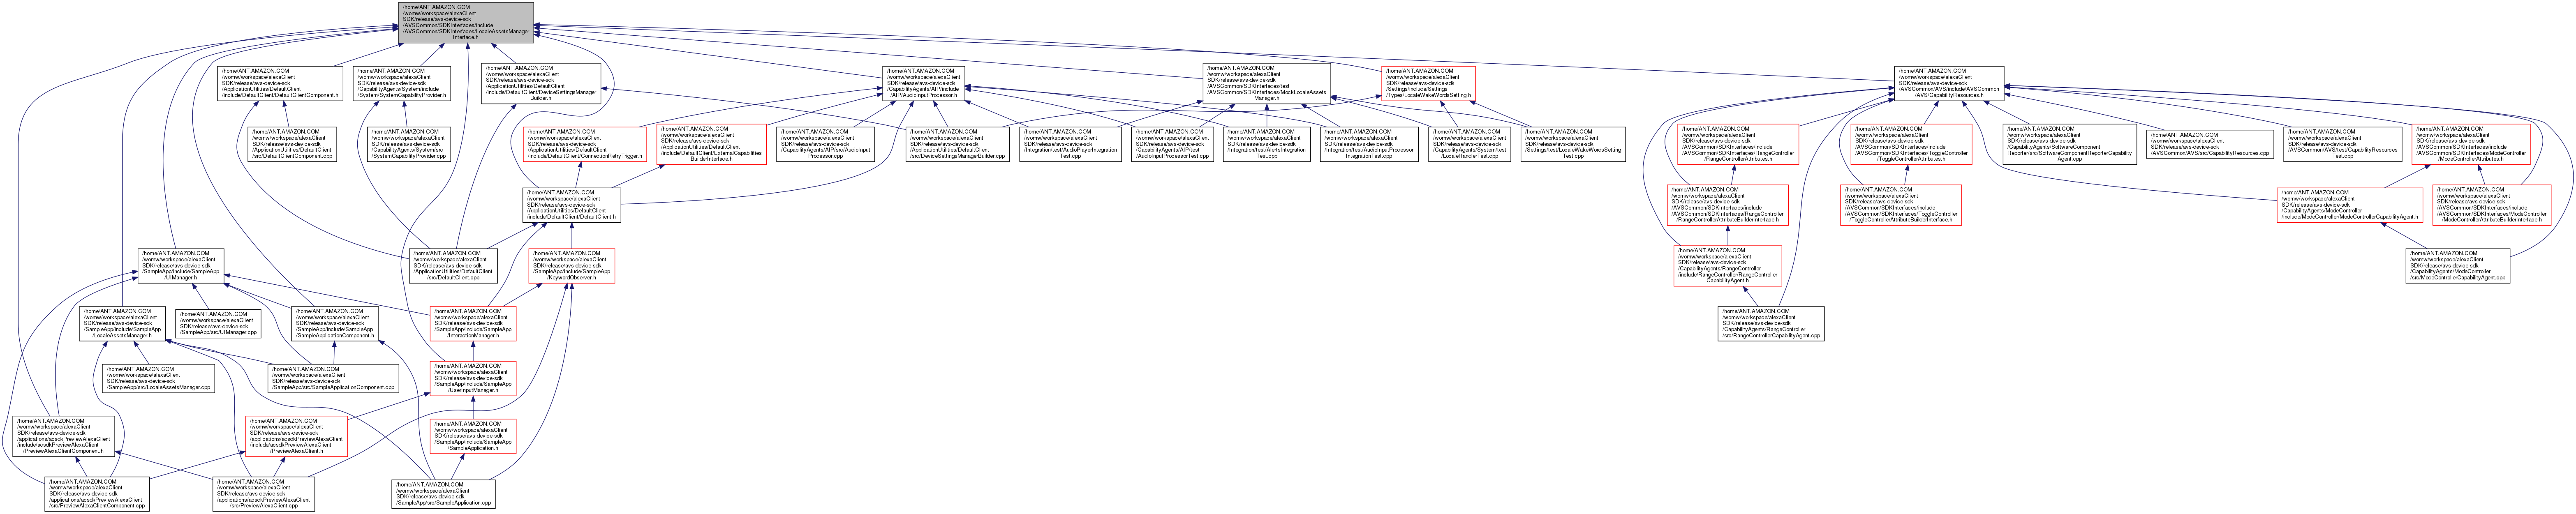 /home/ANT.AMAZON.COM
/womw/workspace/alexaClient
SDK/release/avs-device-sdk
/AVSCommon/SDKInterfaces/include
/AVSCommon/SDKInterfaces/LocaleAssetsManager
Interface.h
/home/ANT.AMAZON.COM
/womw/workspace/alexaClient
SDK/release/avs-device-sdk
/ApplicationUtilities/DefaultClient
/include/DefaultClient/DefaultClientComponent.h
/home/ANT.AMAZON.COM
/womw/workspace/alexaClient
SDK/release/avs-device-sdk
/CapabilityAgents/System/include
/System/SystemCapabilityProvider.h
/home/ANT.AMAZON.COM
/womw/workspace/alexaClient
SDK/release/avs-device-sdk
/ApplicationUtilities/DefaultClient
/include/DefaultClient/DeviceSettingsManager
Builder.h
/home/ANT.AMAZON.COM
/womw/workspace/alexaClient
SDK/release/avs-device-sdk
/CapabilityAgents/AIP/include
/AIP/AudioInputProcessor.h
/home/ANT.AMAZON.COM
/womw/workspace/alexaClient
SDK/release/avs-device-sdk
/AVSCommon/SDKInterfaces/test
/AVSCommon/SDKInterfaces/MockLocaleAssets
Manager.h
/home/ANT.AMAZON.COM
/womw/workspace/alexaClient
SDK/release/avs-device-sdk
/Settings/include/Settings
/Types/LocaleWakeWordsSetting.h
/home/ANT.AMAZON.COM
/womw/workspace/alexaClient
SDK/release/avs-device-sdk
/AVSCommon/AVS/include/AVSCommon
/AVS/CapabilityResources.h
/home/ANT.AMAZON.COM
/womw/workspace/alexaClient
SDK/release/avs-device-sdk
/ApplicationUtilities/DefaultClient
/src/DefaultClientComponent.cpp
/home/ANT.AMAZON.COM
/womw/workspace/alexaClient
SDK/release/avs-device-sdk
/CapabilityAgents/System/src
/SystemCapabilityProvider.cpp
/home/ANT.AMAZON.COM
/womw/workspace/alexaClient
SDK/release/avs-device-sdk
/ApplicationUtilities/DefaultClient
/include/DefaultClient/ConnectionRetryTrigger.h
/home/ANT.AMAZON.COM
/womw/workspace/alexaClient
SDK/release/avs-device-sdk
/ApplicationUtilities/DefaultClient
/include/DefaultClient/ExternalCapabilities
BuilderInterface.h
/home/ANT.AMAZON.COM
/womw/workspace/alexaClient
SDK/release/avs-device-sdk
/CapabilityAgents/AIP/src/AudioInput
Processor.cpp
/home/ANT.AMAZON.COM
/womw/workspace/alexaClient
SDK/release/avs-device-sdk
/ApplicationUtilities/DefaultClient
/src/DeviceSettingsManagerBuilder.cpp
/home/ANT.AMAZON.COM
/womw/workspace/alexaClient
SDK/release/avs-device-sdk
/Integration/test/AudioPlayerIntegration
Test.cpp
/home/ANT.AMAZON.COM
/womw/workspace/alexaClient
SDK/release/avs-device-sdk
/CapabilityAgents/AIP/test
/AudioInputProcessorTest.cpp
/home/ANT.AMAZON.COM
/womw/workspace/alexaClient
SDK/release/avs-device-sdk
/Integration/test/AlertsIntegration
Test.cpp
/home/ANT.AMAZON.COM
/womw/workspace/alexaClient
SDK/release/avs-device-sdk
/Integration/test/AudioInputProcessor
IntegrationTest.cpp
/home/ANT.AMAZON.COM
/womw/workspace/alexaClient
SDK/release/avs-device-sdk
/CapabilityAgents/System/test
/LocaleHandlerTest.cpp
/home/ANT.AMAZON.COM
/womw/workspace/alexaClient
SDK/release/avs-device-sdk
/Settings/test/LocaleWakeWordsSetting
Test.cpp
/home/ANT.AMAZON.COM
/womw/workspace/alexaClient
SDK/release/avs-device-sdk
/AVSCommon/SDKInterfaces/include
/AVSCommon/SDKInterfaces/RangeController
/RangeControllerAttributes.h
/home/ANT.AMAZON.COM
/womw/workspace/alexaClient
SDK/release/avs-device-sdk
/AVSCommon/SDKInterfaces/include
/AVSCommon/SDKInterfaces/ToggleController
/ToggleControllerAttributes.h
/home/ANT.AMAZON.COM
/womw/workspace/alexaClient
SDK/release/avs-device-sdk
/CapabilityAgents/SoftwareComponent
Reporter/src/SoftwareComponentReporterCapability
Agent.cpp
/home/ANT.AMAZON.COM
/womw/workspace/alexaClient
SDK/release/avs-device-sdk
/AVSCommon/AVS/src/CapabilityResources.cpp
/home/ANT.AMAZON.COM
/womw/workspace/alexaClient
SDK/release/avs-device-sdk
/AVSCommon/AVS/test/CapabilityResources
Test.cpp
/home/ANT.AMAZON.COM
/womw/workspace/alexaClient
SDK/release/avs-device-sdk
/AVSCommon/SDKInterfaces/include
/AVSCommon/SDKInterfaces/ModeController
/ModeControllerAttributes.h
/home/ANT.AMAZON.COM
/womw/workspace/alexaClient
SDK/release/avs-device-sdk
/ApplicationUtilities/DefaultClient
/include/DefaultClient/DefaultClient.h
/home/ANT.AMAZON.COM
/womw/workspace/alexaClient
SDK/release/avs-device-sdk
/AVSCommon/SDKInterfaces/include
/AVSCommon/SDKInterfaces/RangeController
/RangeControllerAttributeBuilderInterface.h
/home/ANT.AMAZON.COM
/womw/workspace/alexaClient
SDK/release/avs-device-sdk
/AVSCommon/SDKInterfaces/include
/AVSCommon/SDKInterfaces/ToggleController
/ToggleControllerAttributeBuilderInterface.h
/home/ANT.AMAZON.COM
/womw/workspace/alexaClient
SDK/release/avs-device-sdk
/CapabilityAgents/ModeController
/include/ModeController/ModeControllerCapabilityAgent.h
/home/ANT.AMAZON.COM
/womw/workspace/alexaClient
SDK/release/avs-device-sdk
/AVSCommon/SDKInterfaces/include
/AVSCommon/SDKInterfaces/ModeController
/ModeControllerAttributeBuilderInterface.h
/home/ANT.AMAZON.COM
/womw/workspace/alexaClient
SDK/release/avs-device-sdk
/SampleApp/include/SampleApp
/UIManager.h
/home/ANT.AMAZON.COM
/womw/workspace/alexaClient
SDK/release/avs-device-sdk
/ApplicationUtilities/DefaultClient
/src/DefaultClient.cpp
/home/ANT.AMAZON.COM
/womw/workspace/alexaClient
SDK/release/avs-device-sdk
/SampleApp/include/SampleApp
/KeywordObserver.h
/home/ANT.AMAZON.COM
/womw/workspace/alexaClient
SDK/release/avs-device-sdk
/CapabilityAgents/RangeController
/include/RangeController/RangeController
CapabilityAgent.h
/home/ANT.AMAZON.COM
/womw/workspace/alexaClient
SDK/release/avs-device-sdk
/CapabilityAgents/ModeController
/src/ModeControllerCapabilityAgent.cpp
/home/ANT.AMAZON.COM
/womw/workspace/alexaClient
SDK/release/avs-device-sdk
/SampleApp/include/SampleApp
/LocaleAssetsManager.h
/home/ANT.AMAZON.COM
/womw/workspace/alexaClient
SDK/release/avs-device-sdk
/SampleApp/src/UIManager.cpp
/home/ANT.AMAZON.COM
/womw/workspace/alexaClient
SDK/release/avs-device-sdk
/SampleApp/include/SampleApp
/SampleApplicationComponent.h
/home/ANT.AMAZON.COM
/womw/workspace/alexaClient
SDK/release/avs-device-sdk
/SampleApp/include/SampleApp
/InteractionManager.h
/home/ANT.AMAZON.COM
/womw/workspace/alexaClient
SDK/release/avs-device-sdk
/CapabilityAgents/RangeController
/src/RangeControllerCapabilityAgent.cpp
/home/ANT.AMAZON.COM
/womw/workspace/alexaClient
SDK/release/avs-device-sdk
/SampleApp/src/LocaleAssetsManager.cpp
/home/ANT.AMAZON.COM
/womw/workspace/alexaClient
SDK/release/avs-device-sdk
/SampleApp/src/SampleApplicationComponent.cpp
/home/ANT.AMAZON.COM
/womw/workspace/alexaClient
SDK/release/avs-device-sdk
/SampleApp/include/SampleApp
/UserInputManager.h
/home/ANT.AMAZON.COM
/womw/workspace/alexaClient
SDK/release/avs-device-sdk
/applications/acsdkPreviewAlexaClient
/include/acsdkPreviewAlexaClient
/PreviewAlexaClientComponent.h
/home/ANT.AMAZON.COM
/womw/workspace/alexaClient
SDK/release/avs-device-sdk
/applications/acsdkPreviewAlexaClient
/include/acsdkPreviewAlexaClient
/PreviewAlexaClient.h
/home/ANT.AMAZON.COM
/womw/workspace/alexaClient
SDK/release/avs-device-sdk
/SampleApp/include/SampleApp
/SampleApplication.h
/home/ANT.AMAZON.COM
/womw/workspace/alexaClient
SDK/release/avs-device-sdk
/applications/acsdkPreviewAlexaClient
/src/PreviewAlexaClientComponent.cpp
/home/ANT.AMAZON.COM
/womw/workspace/alexaClient
SDK/release/avs-device-sdk
/applications/acsdkPreviewAlexaClient
/src/PreviewAlexaClient.cpp
/home/ANT.AMAZON.COM
/womw/workspace/alexaClient
SDK/release/avs-device-sdk
/SampleApp/src/SampleApplication.cpp